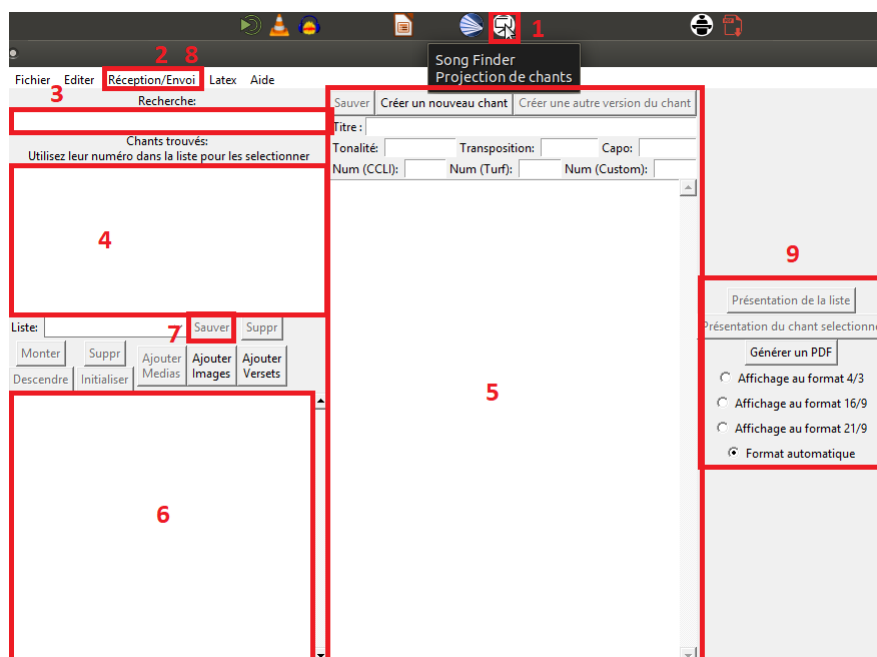 1
Song Finder
Projection de chants
2 8
Fichier Editer Réception/Envoi Latex Aide
3
Recherche:
Chants trouvés:
Utilisez leur numéro dans la liste pour les selectionner
4
Liste:
7
Sauver Suppr
Monter Suppr Ajouter Medias Ajouter Images Ajouter Versets
Descendre Initialiser
6
Sauver Créer un nouveau chant Créer une autre version du chant
Titre :
Tonalité: Transposition: Capo:
Num (CCLI): Num (Turf): Num (Custom):
5
9
Présentation de la liste
Présentation du chant selectionn
Générer un PDF
Affichage au format 4/3
Affichage au format 16/9
Affichage au format 21/9
Format automatique